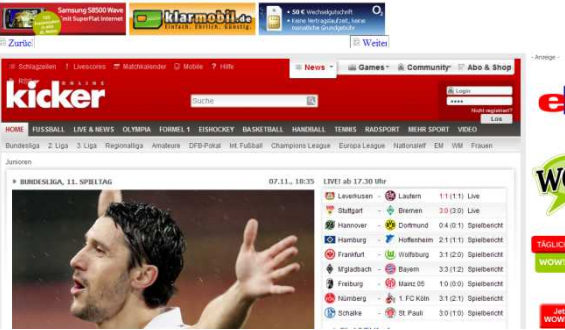 Samsung S8500 Wave
mit SuperFlat Internet
klarmobil.de
Einfach. Ehrlich. Günstig.
• 50 € Wechselgutschrift
• Keine Vertragslaufzeit, keine
monatliche Grundgebühr
O₂
Zurück
Weiter
Schlagzeilen ! Livescores Matchkalender Mobile ? Hilfe
News Games Community Abo & Shop
- Anzeige -
RSS
ONLINE
kicker
Suche
Login
Nicht registriert?
Los
HOME FUSSBALL LIVE & NEWS OLYMPIA FORMEL 1 EISHOCKEY BASKETBALL HANDBALL TENNIS RADSPORT MEHR SPORT VIDEO
Bundesliga 2. Liga 3. Liga Regionalliga Amateure DFB-Pokal Int. Fußball Champions League Europa League Nationalelf EM WM Frauen
Junioren
BUNDESLIGA, 11. SPIELTAG 07.11., 18:35
LIVE! ab 17.30 Uhr
Leverkusen - Lautern 1:1 (1:1) Live
Stuttgart - Bremen 3:0 (3:0) Live
Hannover - Dortmund 0:4 (0:1) Spielbericht
Hamburg - Hoffenheim 2:1 (1:1) Spielbericht
Frankfurt - Wolfsburg 3:1 (2:0) Spielbericht
M'gladbach - Bayern 3:3 (1:2) Spielbericht
Freiburg - Mainz 05 1:0 (0:0) Spielbericht
Nürnberg - 1. FC Köln 3:1 (2:1) Spielbericht
Schalke - St. Pauli 3:0 (1:0) Spielbericht